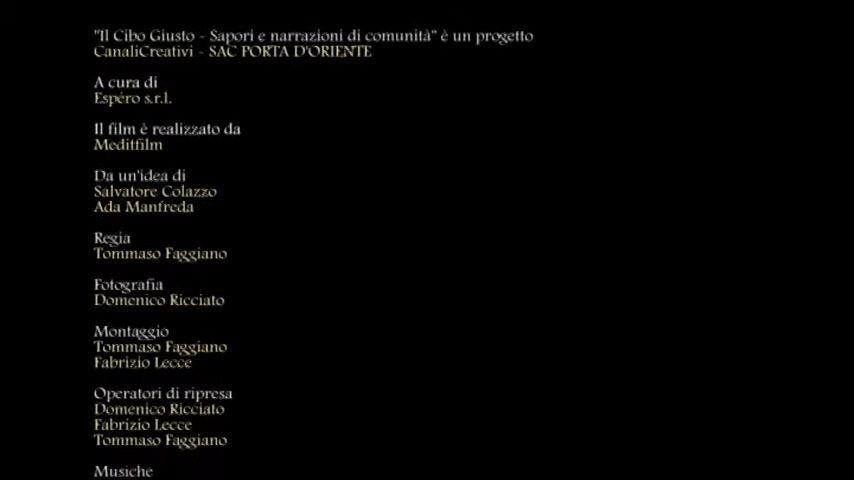 "Il Cibo Giusto - Sapori e narrazioni di comunità" è un progetto
CanaliCreativi - SAC PORTA D'ORIENTE
A cura di
Espéro s.r.l.
Il film è realizzato da
Meditfilm
Da un'idea di
Salvatore Colazzo
Ada Manfreda
Regia
Tommaso Faggiano
Fotografia
Domenico Ricciato
Montaggio
Tommaso Faggiano
Fabrizio Lecce
Operatori di ripresa
Domenico Ricciato
Fabrizio Lecce
Tommaso Faggiano
Musiche